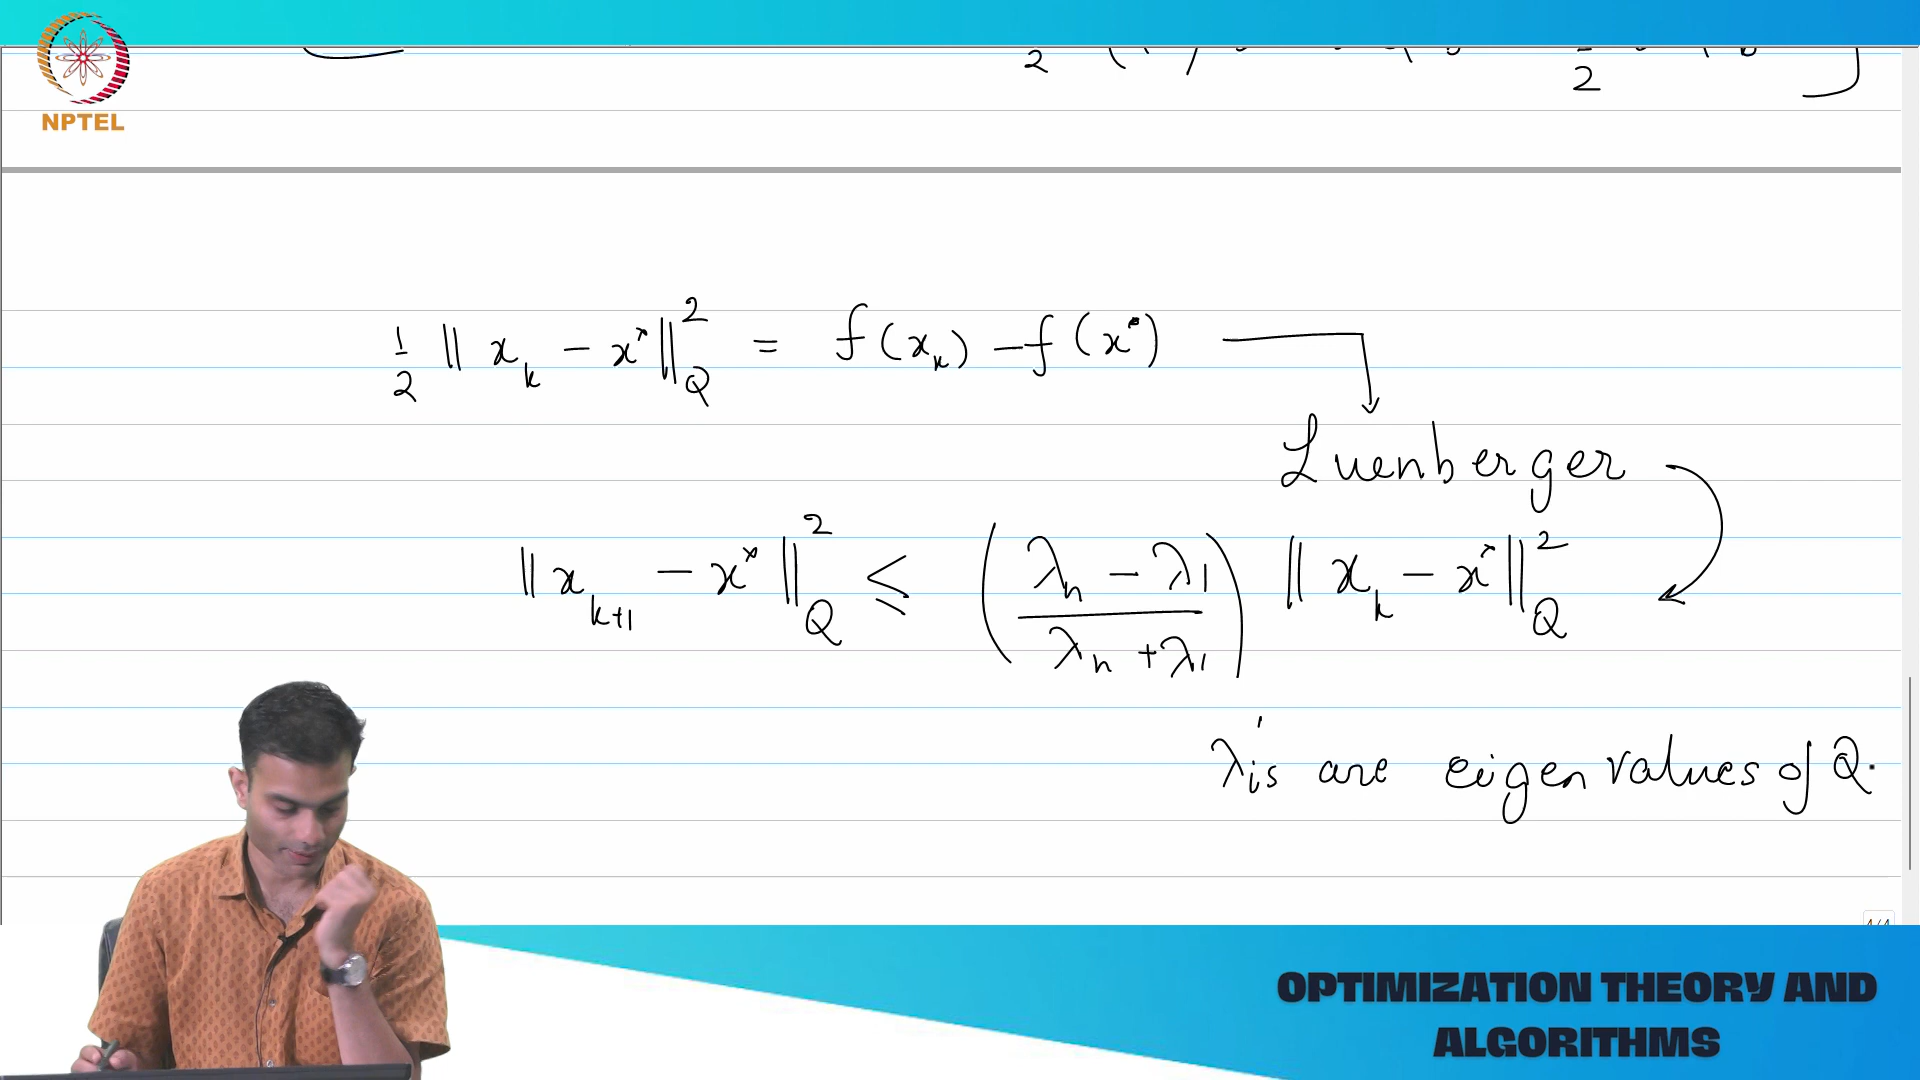 NPTEL
1/2 ‖x_k − x*‖²_Q = f(x_k) − f(x*)
Luenberger
‖x_{k+1} − x*‖²_Q ≤ ((λ_n − λ_1)/(λ_n + λ_1)) ‖x_k − x*‖²_Q
λ_i's are eigen values of Q.
OPTIMIZATION THEORY AND
ALGORITHMS